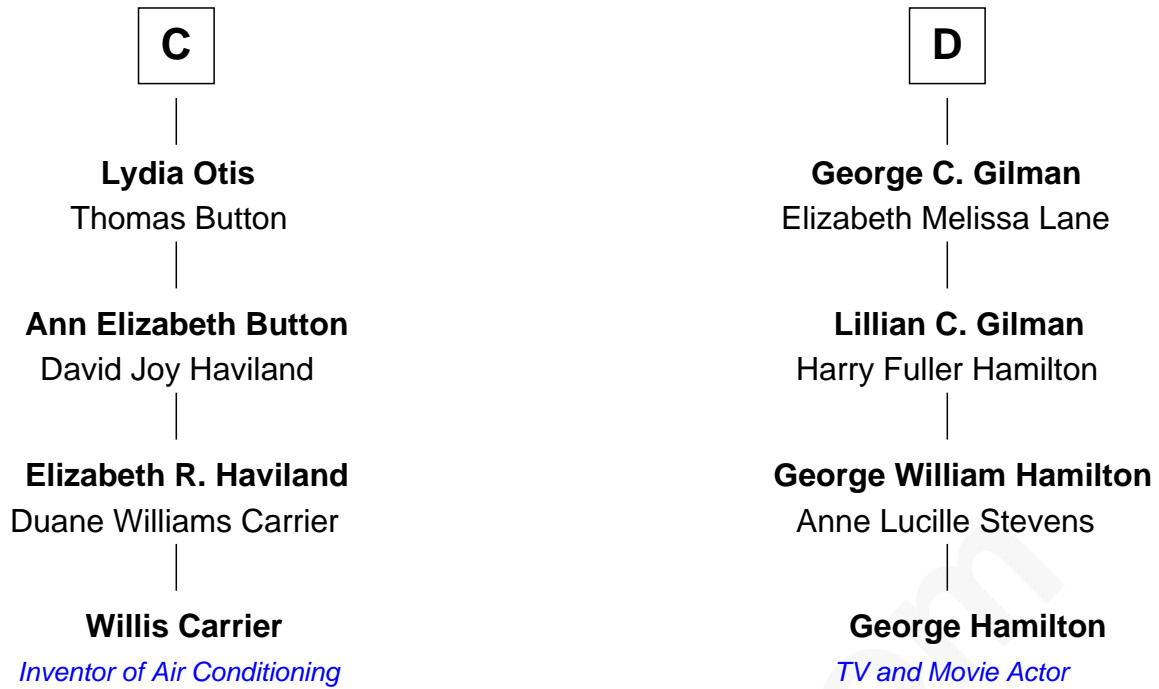 C
Lydia Otis
Thomas Button
Ann Elizabeth Button
David Joy Haviland
Elizabeth R. Haviland
Duane Williams Carrier
Willis Carrier
Inventor of Air Conditioning
D
George C. Gilman
Elizabeth Melissa Lane
Lillian C. Gilman
Harry Fuller Hamilton
George William Hamilton
Anne Lucille Stevens
George Hamilton
TV and Movie Actor